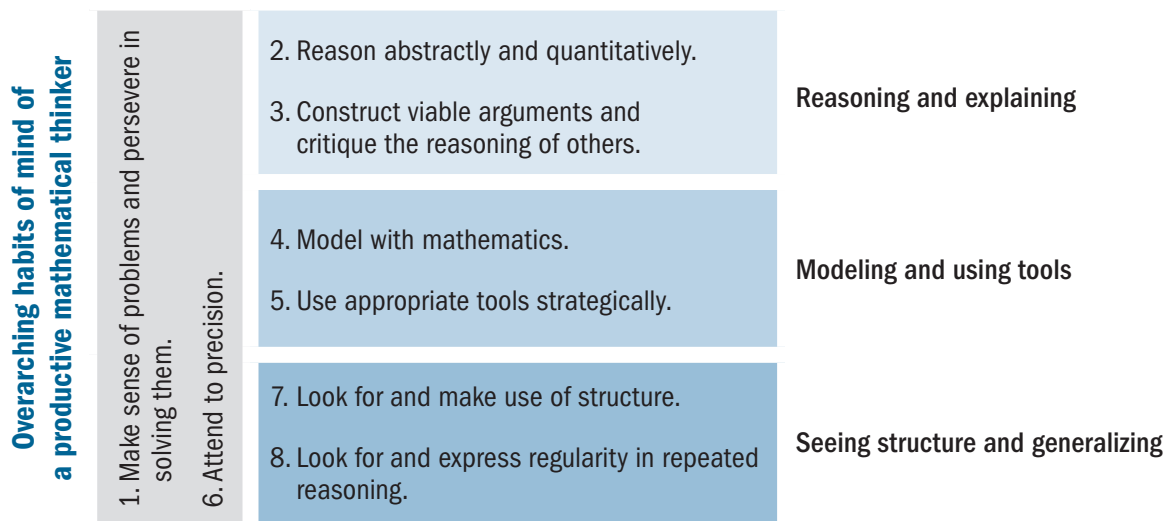 Overarching habits of mind of
a productive mathematical thinker
1. Make sense of problems and persevere in
solving them.
6. Attend to precision.
2. Reason abstractly and quantitatively.
3. Construct viable arguments and
critique the reasoning of others.
Reasoning and explaining
4. Model with mathematics.
5. Use appropriate tools strategically.
Modeling and using tools
7. Look for and make use of structure.
8. Look for and express regularity in repeated
reasoning.
Seeing structure and generalizing